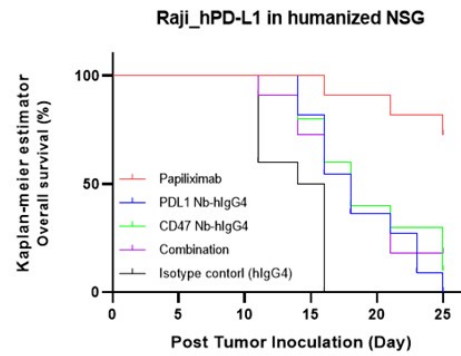 Raji_hPD-L1 in humanized NSG
Kaplan-meier estimator
Overall survival (%)
100
50
0
Papiliximab
PDL1 Nb-hIgG4
CD47 Nb-hIgG4
Combination
Isotype contorl (hIgG4)
0 5 10 15 20 25
Post Tumor Inoculation (Day)